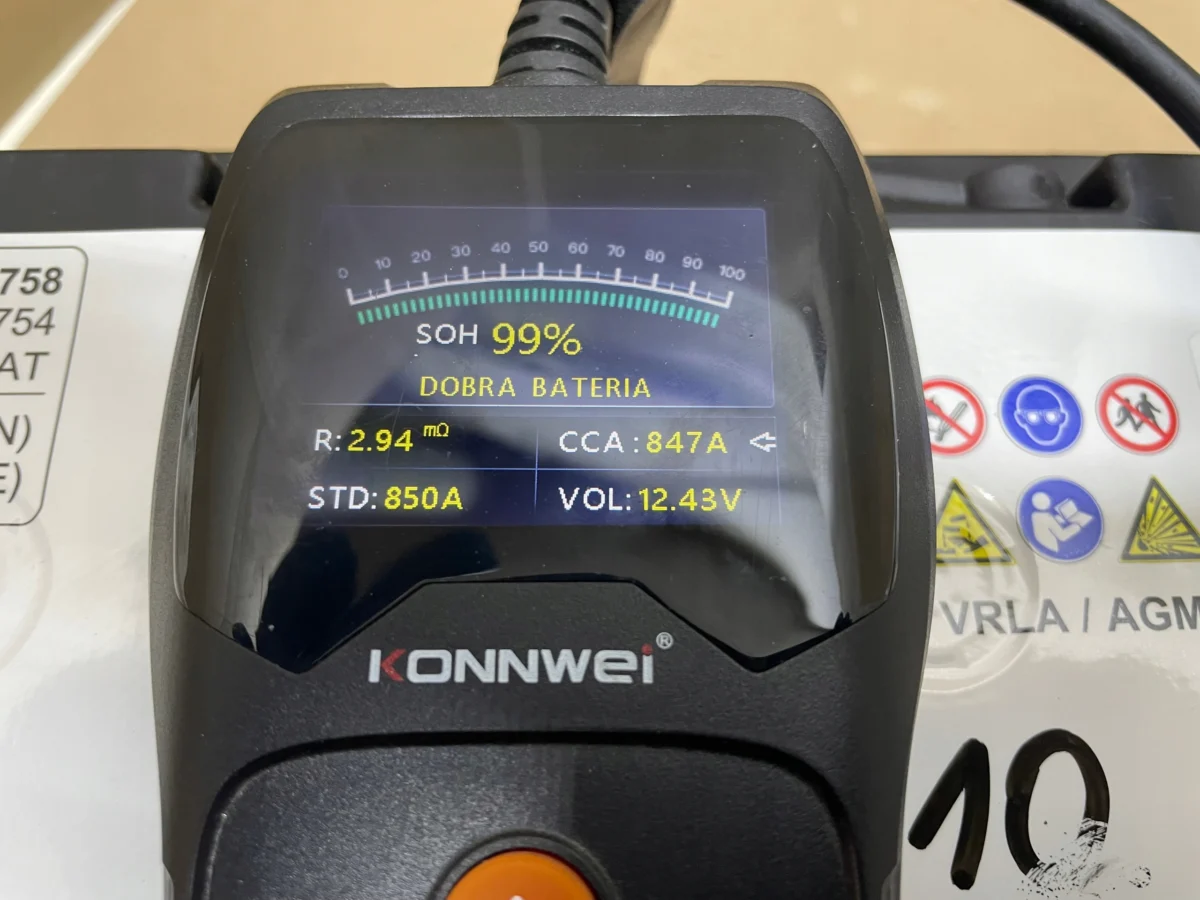 758
754
AT
N)
E)
0 10 20 30 40 50 60 70 80 90 100
SOH 99%
DOBRA BATERIA
R: 2.94 mΩ
CCA : 847A
STD: 850A
VOL: 12.43V
KONNWEi®
VRLA / AGM
10